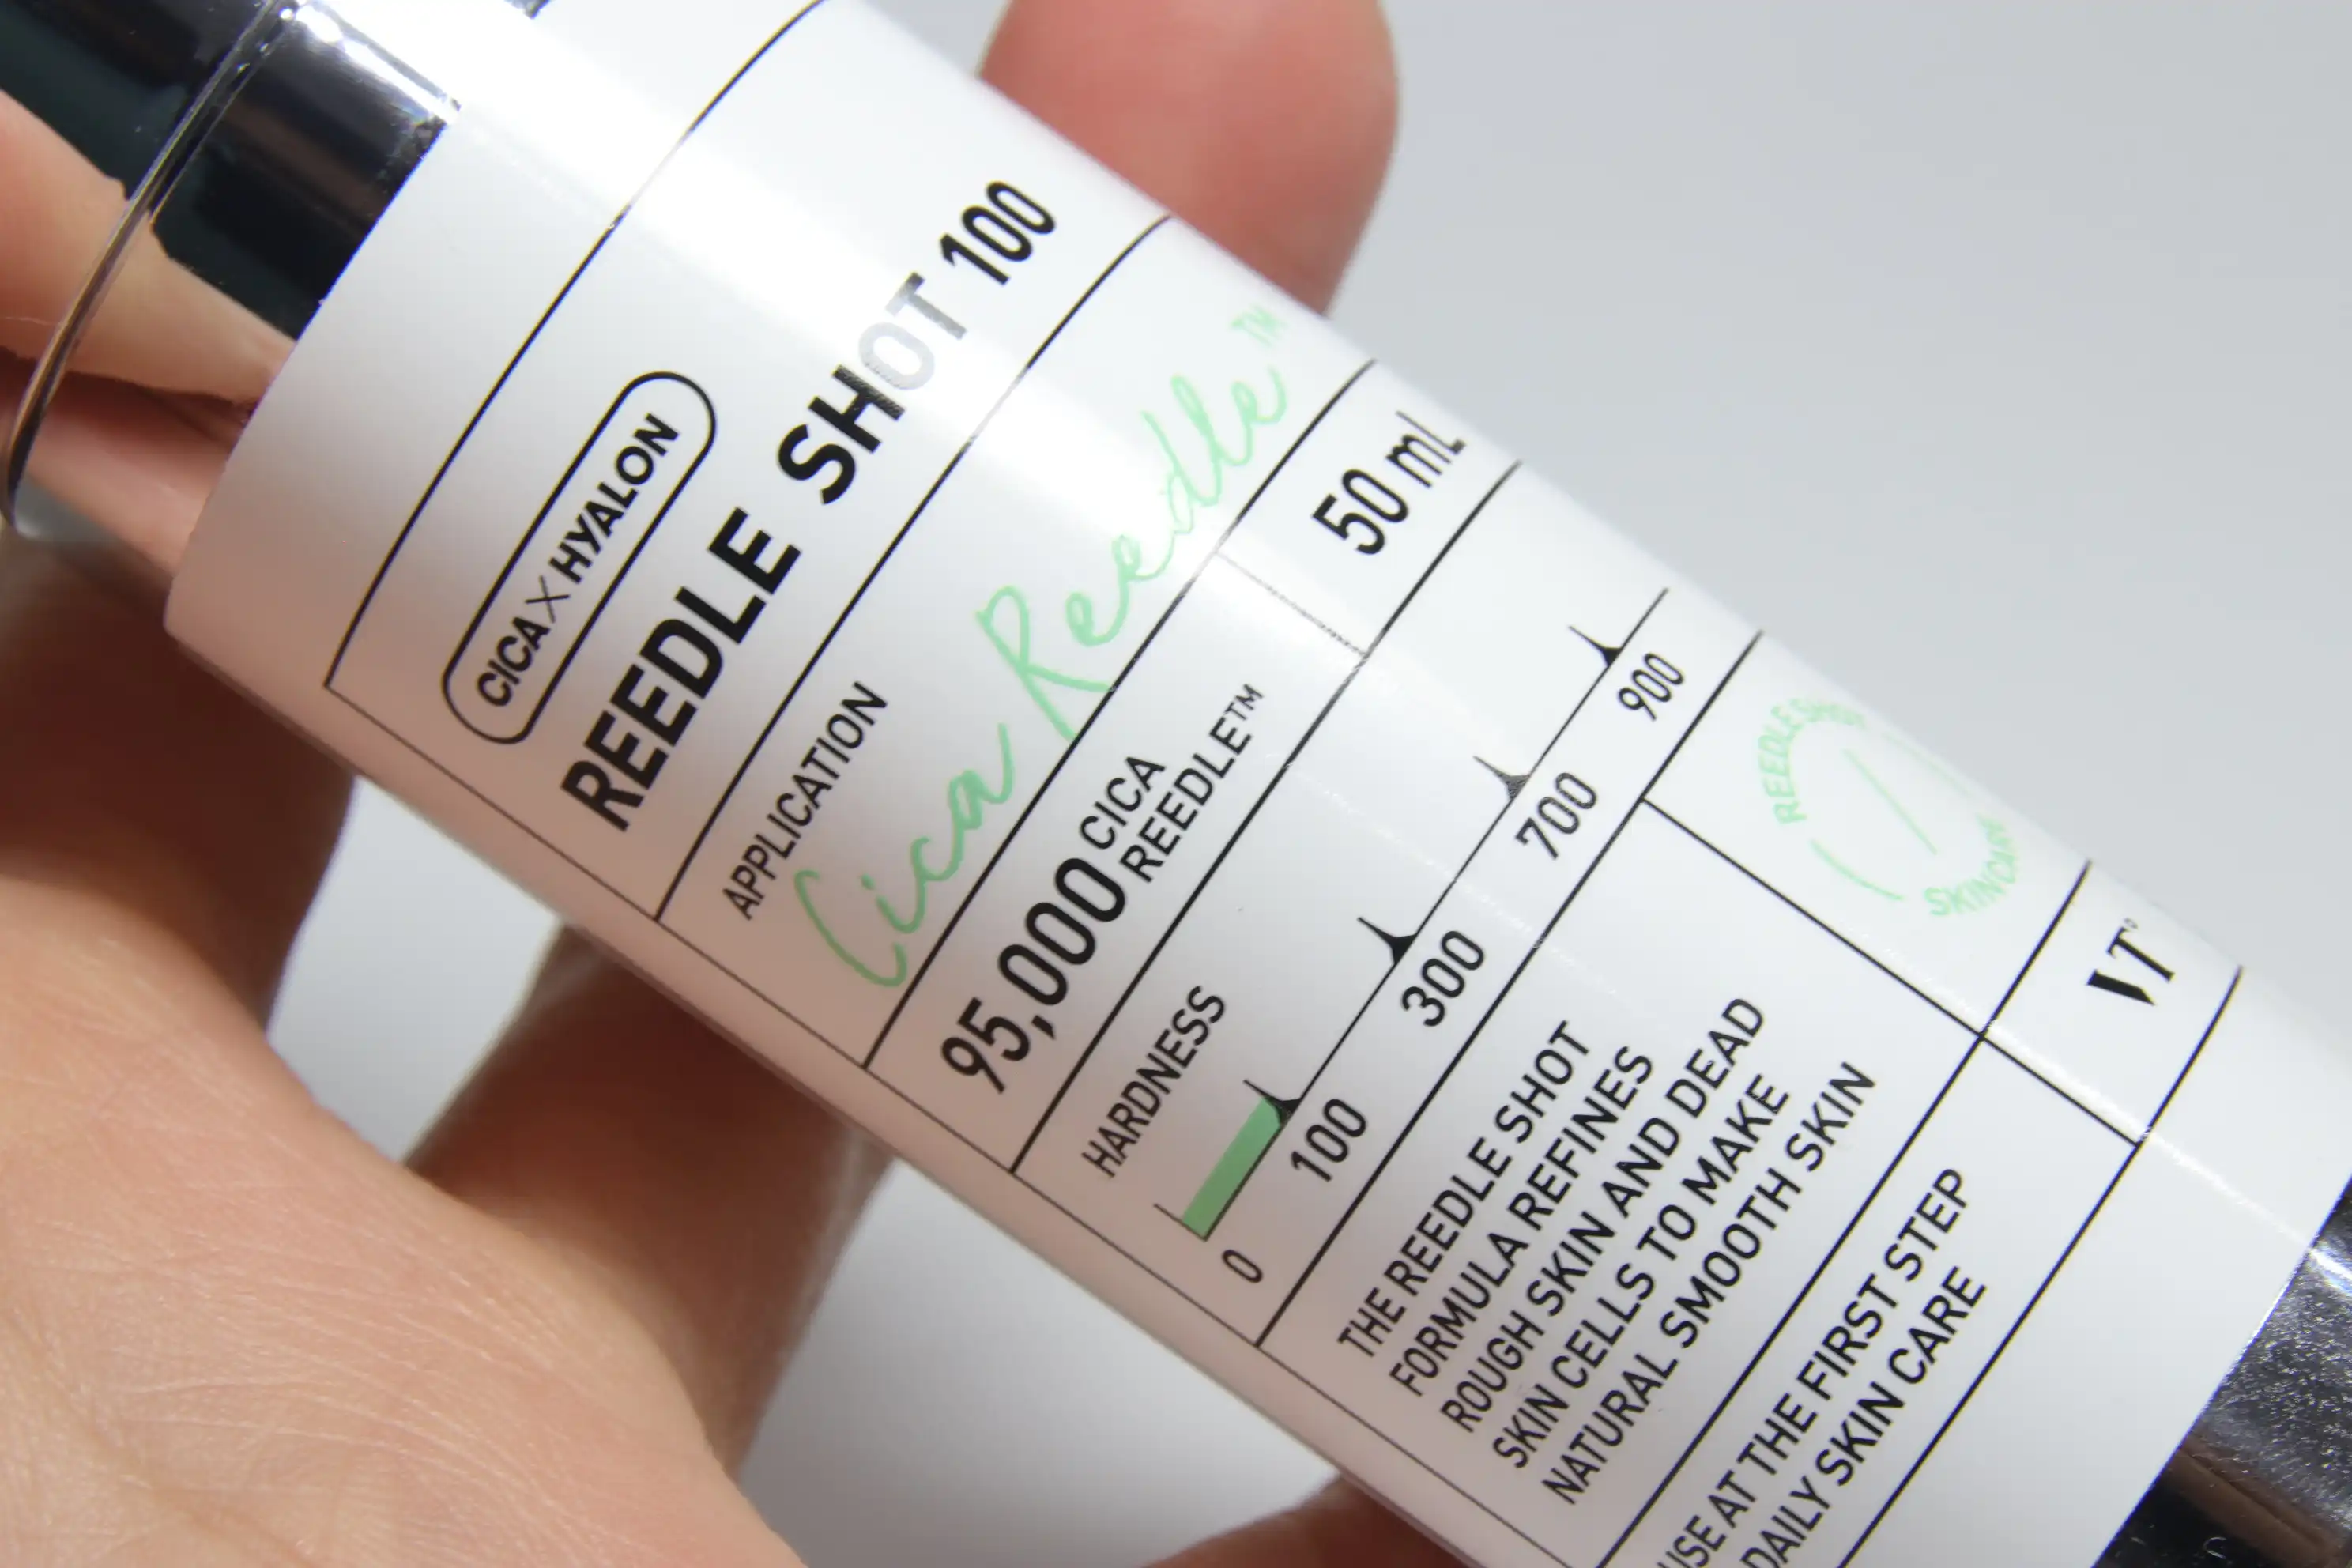 CICA X HYALON
REEDLE SHOT 100
APPLICATION
Cica Reedle™
95,000 CICA
REEDLE™
50 mL
HARDNESS
0 100 300 700 900
THE REEDLE SHOT
FORMULA REFINES
ROUGH SKIN AND DEAD
SKIN CELLS TO MAKE
NATURAL SMOOTH SKIN
REEDLE SHOT
USE AT THE FIRST STEP
DAILY SKIN CARE
VT